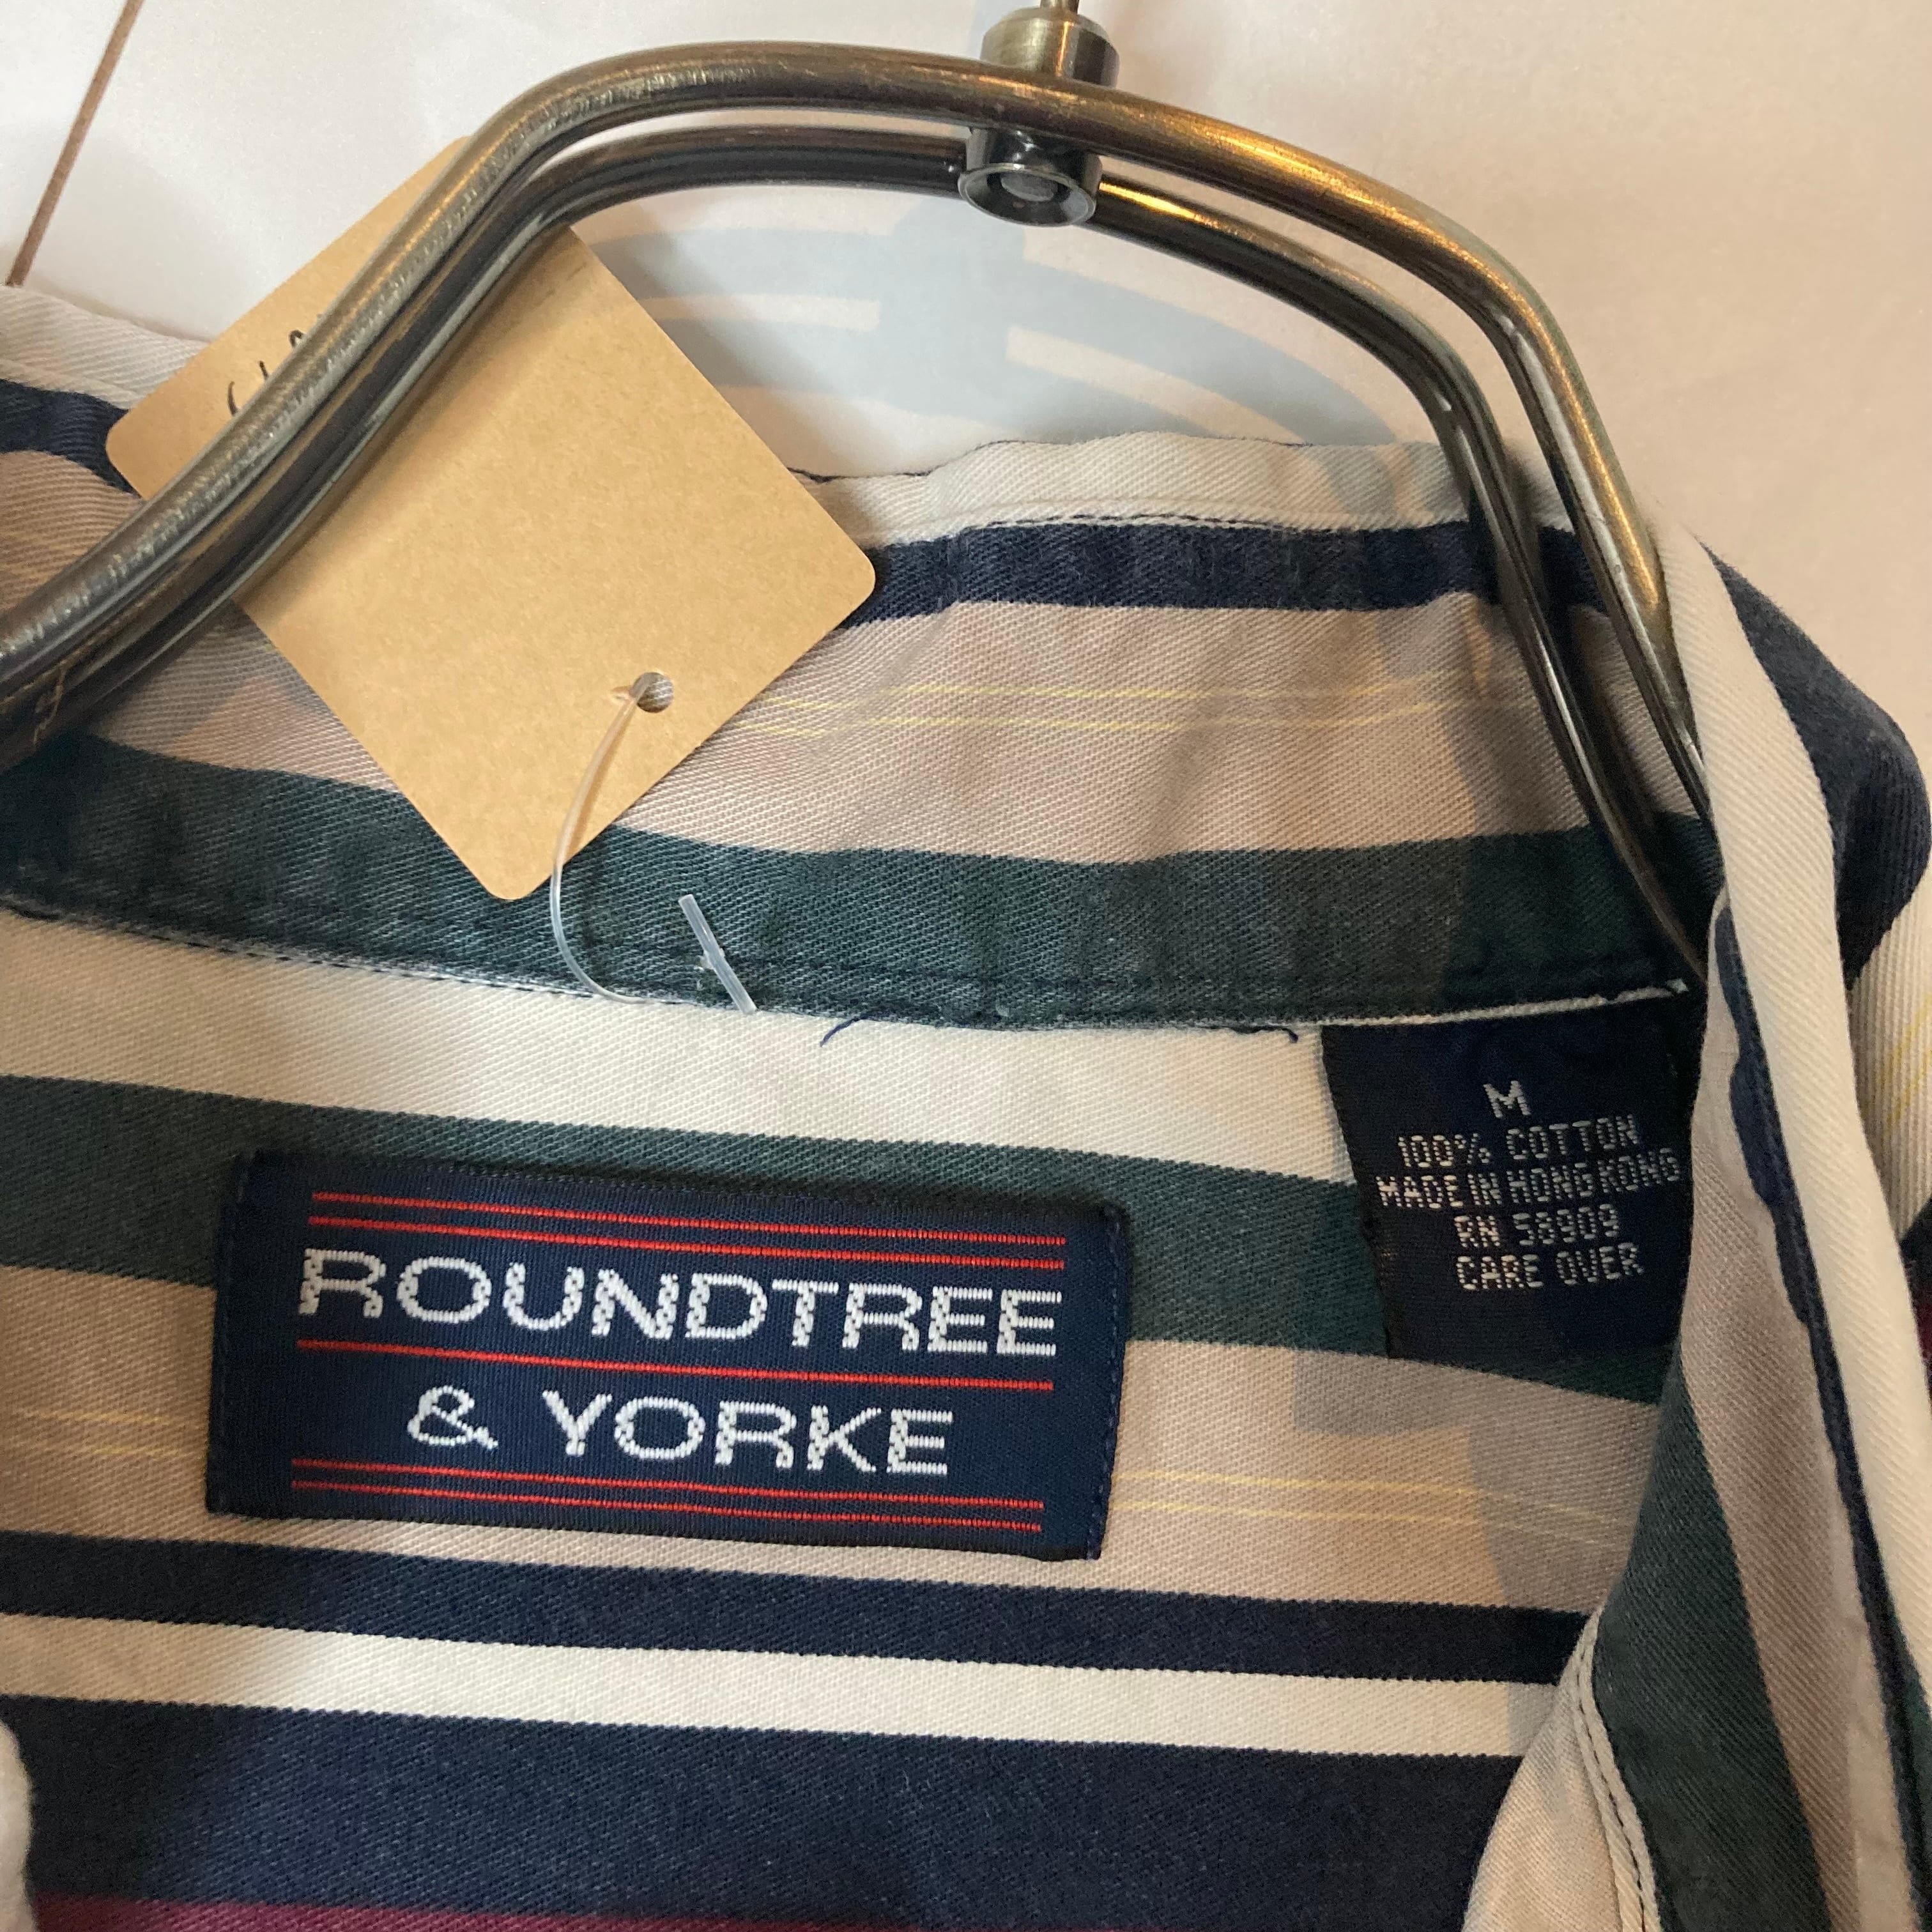 ROUNDTREE
& YORKE
M
100% COTTON
MADE IN HONG KONG
RN 58909
CARE OVER